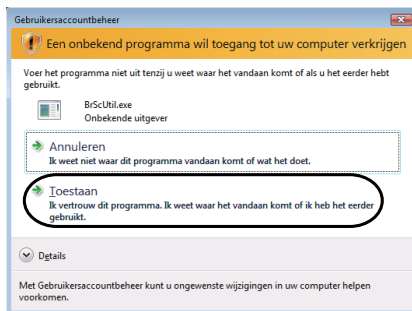 Gebruikersaccountbeheer
Een onbekend programma wil toegang tot uw computer verkrijgen
Voer het programma niet uit tenzij u weet waar het vandaan komt of als u het eerder hebt
gebruikt.
BrScUtil.exe
Onbekende uitgever
Annuleren
Ik weet niet waar dit programma vandaan komt of wat het doet.
Toestaan
Ik vertrouw dit programma. Ik weet waar het vandaan komt of ik heb het eerder
gebruikt.
Details
Met Gebruikersaccountbeheer kunt u ongewenste wijzigingen in uw computer helpen
voorkomen.